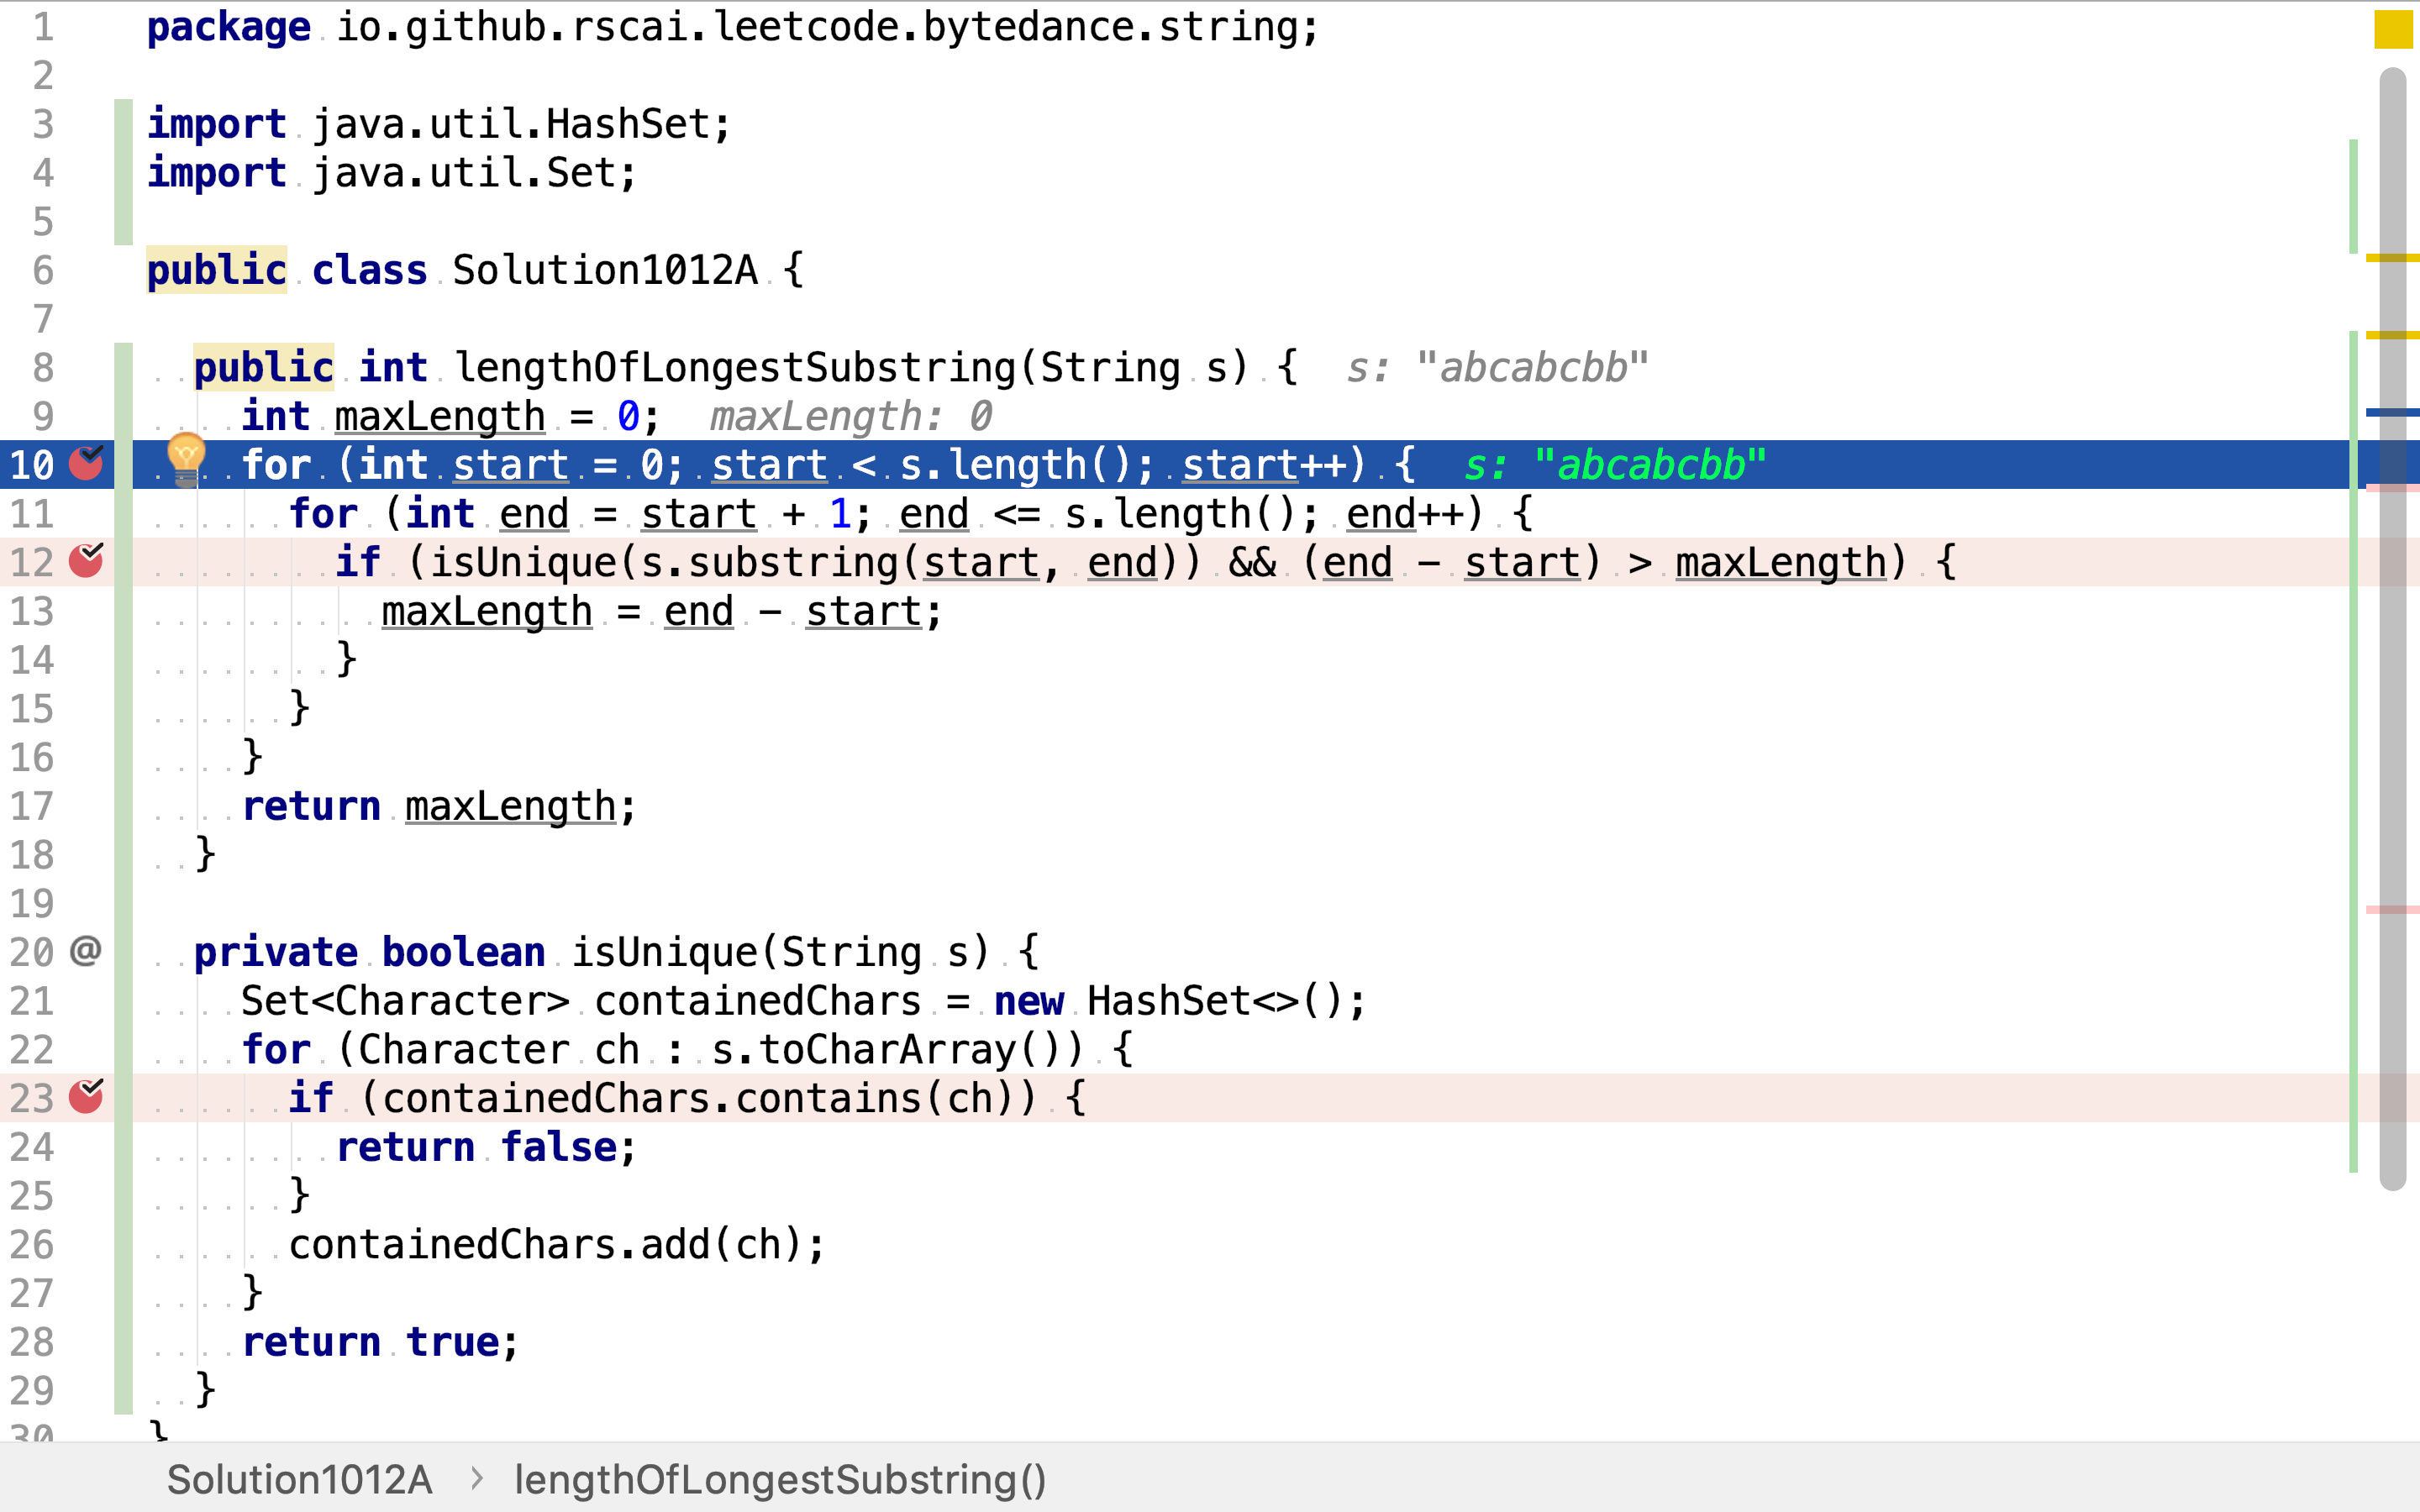 1 package io.github.rscai.leetcode.bytedance.string;
2
3 import java.util.HashSet;
4 import java.util.Set;
5
6 public class Solution1012A {
7
8 public int lengthOfLongestSubstring(String s) { s: "abcabcbb"
9 int maxLength = 0; maxLength: 0
10 for (int start = 0; start < s.length(); start++) { s: "abcabcbb"
11 for (int end = start + 1; end <= s.length(); end++) {
12 if (isUnique(s.substring(start, end)) && (end - start) > maxLength) {
13 maxLength = end - start;
14 }
15 }
16 }
17 return maxLength;
18 }
19
20 @ private boolean isUnique(String s) {
21 Set<Character> containedChars = new HashSet<>();
22 for (Character ch : s.toCharArray()) {
23 if (containedChars.contains(ch)) {
24 return false;
25 }
26 containedChars.add(ch);
27 }
28 return true;
29 }
30 }
Solution1012A > lengthOfLongestSubstring()